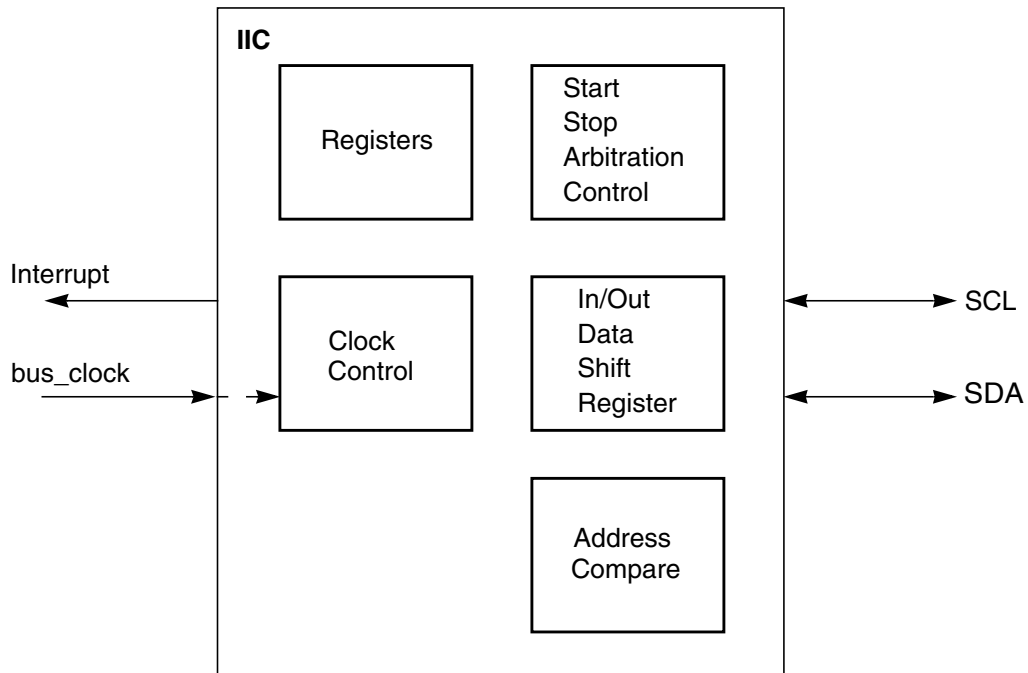 IIC
Registers
Start
Stop
Arbitration
Control
Interrupt
bus_clock
Clock
Control
In/Out
Data
Shift
Register
SCL
SDA
Address
Compare